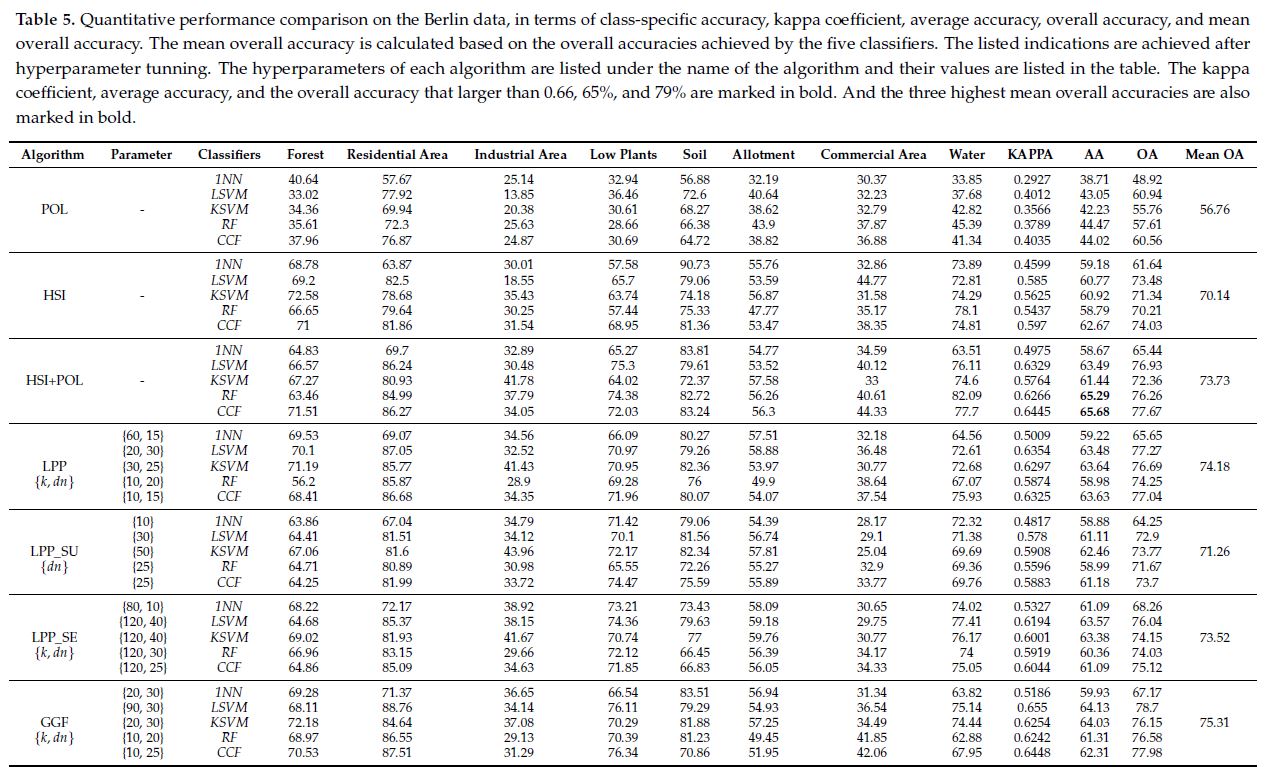 Table 5. Quantitative performance comparison on the Berlin data, in terms of class-specific accuracy, kappa coefficient, average accuracy, overall accuracy, and mean
overall accuracy. The mean overall accuracy is calculated based on the overall accuracies achieved by the five classifiers. The listed indications are achieved after
hyperparameter tunning. The hyperparameters of each algorithm are listed under the name of the algorithm and their values are listed in the table. The kappa
coefficient, average accuracy, and the overall accuracy that larger than 0.66, 65%, and 79% are marked in bold. And the three highest mean overall accuracies are also
marked in bold.
Algorithm Parameter Classifiers Forest Residential Area Industrial Area Low Plants Soil Allotment Commercial Area Water KAPPA AA OA Mean OA
1NN 40.64 57.67 25.14 32.94 56.88 32.19 30.37 33.85 0.2927 38.71 48.92
LSVM 33.02 77.92 13.85 36.46 72.6 40.64 32.23 37.68 0.4012 43.05 60.94
POL - KSVM 34.36 69.94 20.38 30.61 68.27 38.62 32.79 42.82 0.3566 42.23 55.76 56.76
RF 35.61 72.3 25.63 28.66 66.38 43.9 37.87 45.39 0.3789 44.47 57.61
CCF 37.96 76.87 24.87 30.69 64.72 38.82 36.88 41.34 0.4035 44.02 60.56
1NN 68.78 63.87 30.01 57.58 90.73 55.76 32.86 73.89 0.4599 59.18 61.64
LSVM 69.2 82.5 18.55 65.7 79.06 53.59 44.77 72.81 0.585 60.77 73.48
HSI - KSVM 72.58 78.68 35.43 63.74 74.18 56.87 31.58 74.29 0.5625 60.92 71.34 70.14
RF 66.65 79.64 30.25 57.44 75.33 47.77 35.17 78.1 0.5437 58.79 70.21
CCF 71 81.86 31.54 68.95 81.36 53.47 38.35 74.81 0.597 62.67 74.03
1NN 64.83 69.7 32.89 65.27 83.81 54.77 34.59 63.51 0.4975 58.67 65.44
LSVM 66.57 86.24 30.48 75.3 79.61 53.52 40.12 76.11 0.6329 63.49 76.93
HSI+POL - KSVM 67.27 80.93 41.78 64.02 72.37 57.58 33 74.6 0.5764 61.44 72.36 73.73
RF 63.46 84.99 37.79 74.38 82.72 56.26 40.61 82.09 0.6266 65.29 76.26
CCF 71.51 86.27 34.05 72.03 83.24 56.3 44.33 77.7 0.6445 65.68 77.67
{60, 15} 1NN 69.53 69.07 34.56 66.09 80.27 57.51 32.18 64.56 0.5009 59.22 65.65
{20, 30} LSVM 70.1 87.05 32.52 70.97 79.26 58.88 36.48 72.61 0.6354 63.48 77.27
LPP {30, 25} KSVM 71.19 85.77 41.43 70.95 82.36 53.97 30.77 72.68 0.6297 63.64 76.69 74.18
{k, dn} {10, 20} RF 56.2 85.87 28.9 69.28 76 49.9 38.64 67.07 0.5874 58.98 74.25
{10, 15} CCF 68.41 86.68 34.35 71.96 80.07 54.07 37.54 75.93 0.6325 63.63 77.04
{10} 1NN 63.86 67.04 34.79 71.42 79.06 54.39 28.17 72.32 0.4817 58.88 64.25
{30} LSVM 64.41 81.51 34.12 70.1 81.56 56.74 29.1 71.38 0.578 61.11 72.9
LPP_SU {50} KSVM 67.06 81.6 43.96 72.17 82.34 57.81 25.04 69.69 0.5908 62.46 73.77 71.26
{dn} {25} RF 64.71 80.89 30.98 65.55 72.26 55.27 32.9 69.36 0.5596 58.99 71.67
{25} CCF 64.25 81.99 33.72 74.47 75.59 55.89 33.77 69.76 0.5883 61.18 73.7
{80, 10} 1NN 68.22 72.17 38.92 73.21 73.43 58.09 30.65 74.02 0.5327 61.09 68.26
{120, 40} LSVM 64.68 85.37 38.15 74.36 79.63 59.18 29.75 77.41 0.6194 63.57 76.04
LPP_SE {120, 40} KSVM 69.02 81.93 41.67 70.74 77 59.76 30.77 76.17 0.6001 63.38 74.15 73.52
{k, dn} {120, 30} RF 66.96 83.15 29.66 72.12 66.45 56.39 34.17 74 0.5919 60.36 74.03
{120, 25} CCF 64.86 85.09 34.63 71.85 66.83 56.05 34.33 75.05 0.6044 61.09 75.12
{20, 30} 1NN 69.28 71.37 36.65 66.54 83.51 56.94 31.34 63.82 0.5186 59.93 67.17
{90, 30} LSVM 68.11 88.76 34.14 76.11 79.29 54.93 36.54 75.14 0.655 64.13 78.7
GGF {20, 30} KSVM 72.18 84.64 37.08 70.29 81.88 57.25 34.49 74.44 0.6254 64.03 76.15 75.31
{k, dn} {10, 20} RF 68.97 86.55 29.13 70.39 81.23 49.45 41.85 62.88 0.6242 61.31 76.58
{10, 25} CCF 70.53 87.51 31.29 76.34 70.86 51.95 42.06 67.95 0.6448 62.31 77.98